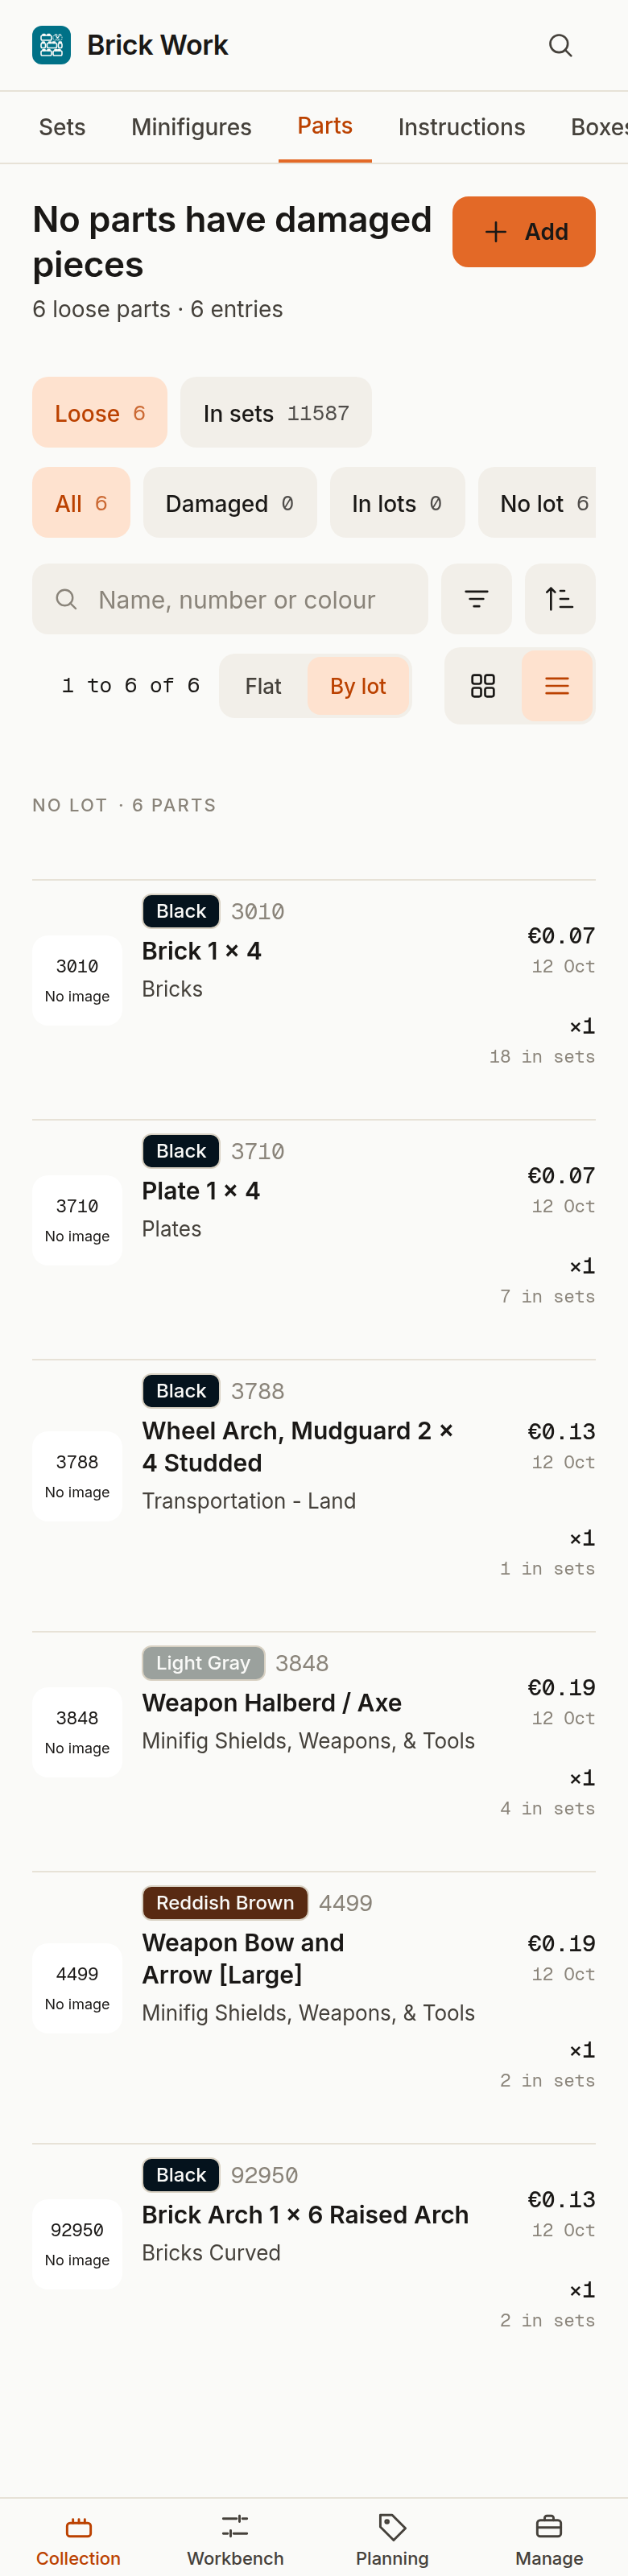 Brick Work
Sets Minifigures Parts Instructions Boxes
No parts have damaged
pieces
Add
6 loose parts · 6 entries
Loose 6 In sets 11587
All 6 Damaged 0 In lots 0 No lot 6
Name, number or colour
1 to 6 of 6 Flat By lot
NO LOT · 6 PARTS
Black 3010
3010
No image
Brick 1 × 4
Bricks
€0.07
12 Oct
×1
18 in sets
Black 3710
3710
No image
Plate 1 × 4
Plates
€0.07
12 Oct
×1
7 in sets
Black 3788
3788
No image
Wheel Arch, Mudguard 2 ×
4 Studded
Transportation - Land
€0.13
12 Oct
×1
1 in sets
Light Gray 3848
3848
No image
Weapon Halberd / Axe
Minifig Shields, Weapons, & Tools
€0.19
12 Oct
×1
4 in sets
Reddish Brown 4499
4499
No image
Weapon Bow and
Arrow [Large]
Minifig Shields, Weapons, & Tools
€0.19
12 Oct
×1
2 in sets
Black 92950
92950
No image
Brick Arch 1 × 6 Raised Arch
Bricks Curved
€0.13
12 Oct
×1
2 in sets
Collection Workbench Planning Manage